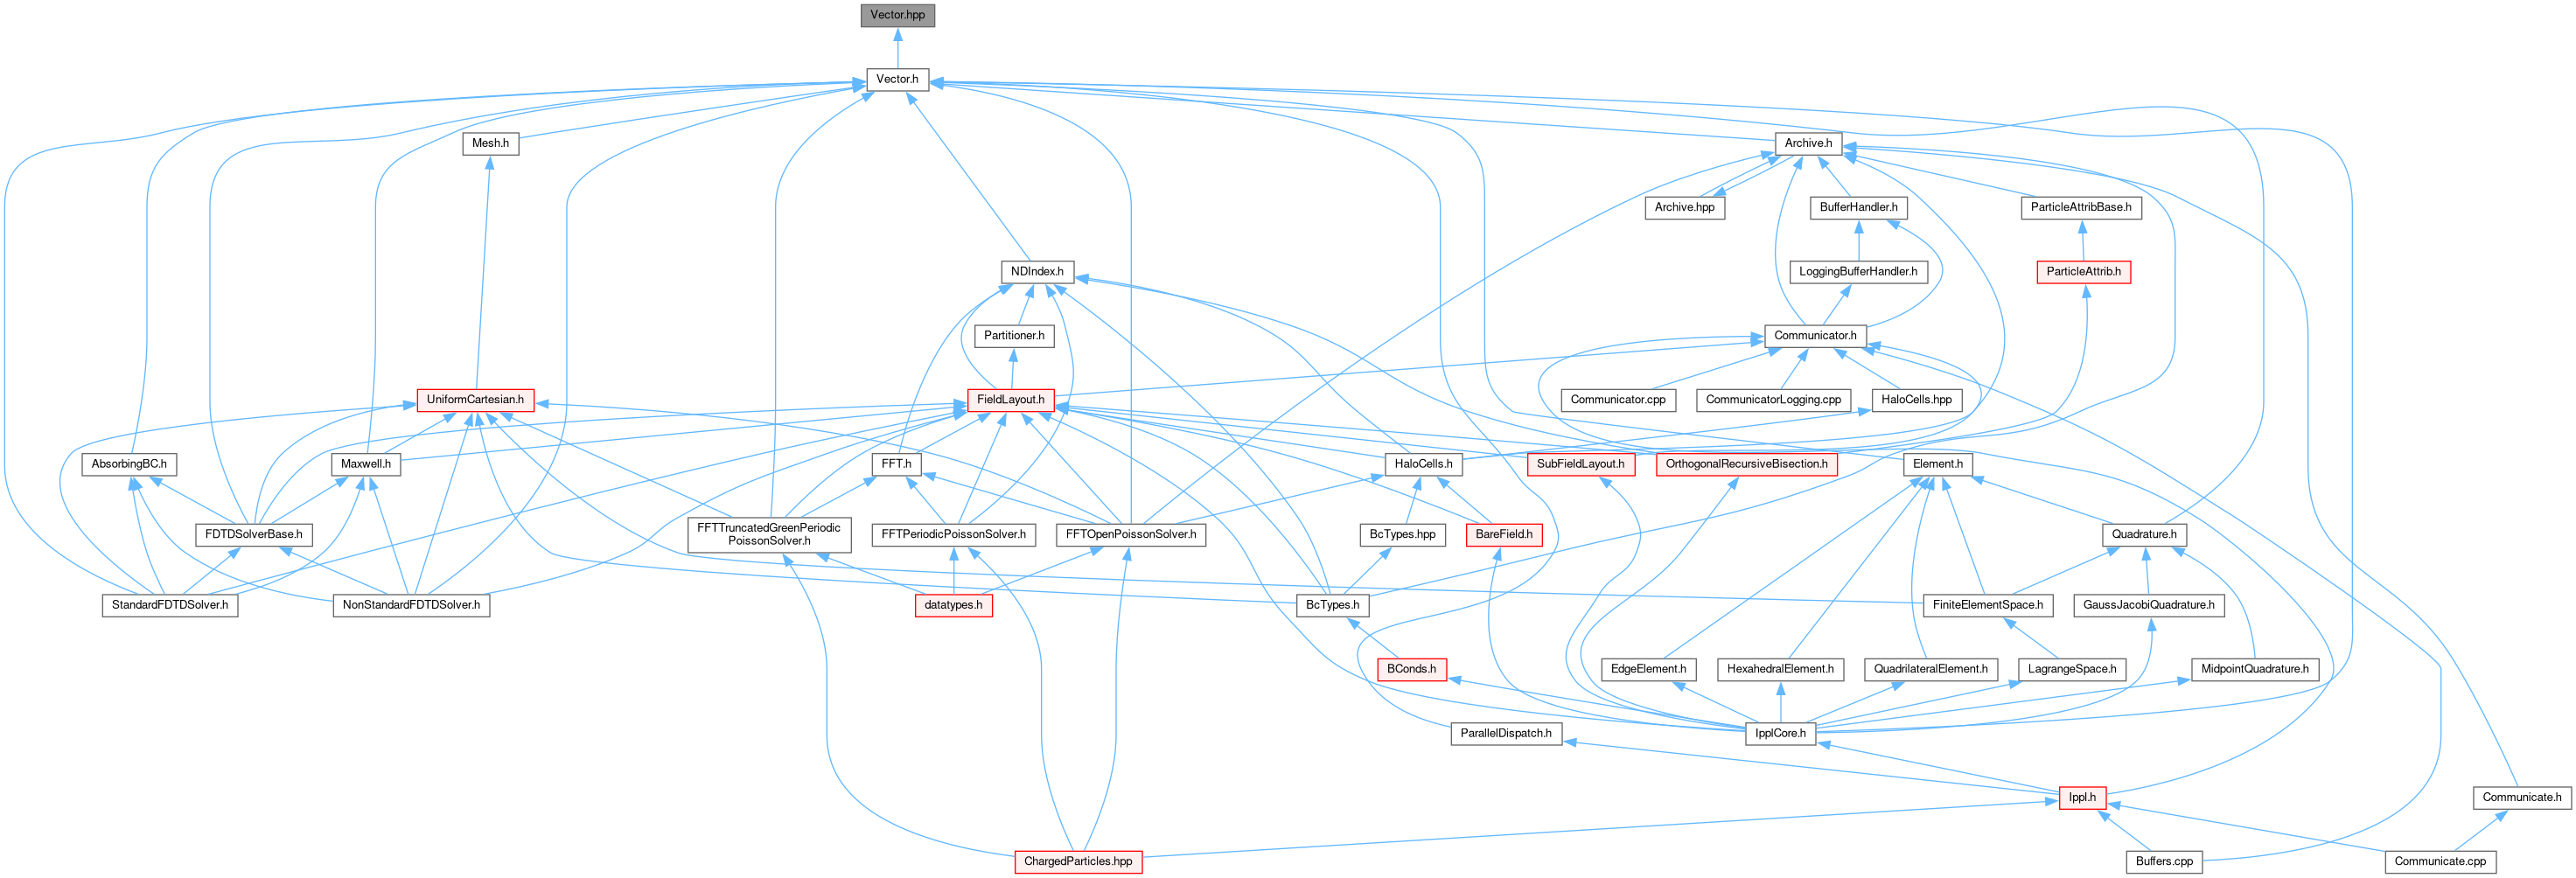 Vector.hpp
Vector.h
Mesh.h
Archive.h
Archive.hpp
BufferHandler.h
ParticleAttribBase.h
NDIndex.h
LoggingBufferHandler.h
ParticleAttrib.h
Partitioner.h
Communicator.h
UniformCartesian.h
FieldLayout.h
Communicator.cpp
CommunicatorLogging.cpp
HaloCells.hpp
AbsorbingBC.h
Maxwell.h
FFT.h
HaloCells.h
SubFieldLayout.h
OrthogonalRecursiveBisection.h
Element.h
FDTDSolverBase.h
FFTTruncatedGreenPeriodic
PoissonSolver.h
FFTPeriodicPoissonSolver.h
FFTOpenPoissonSolver.h
BcTypes.hpp
BareField.h
Quadrature.h
StandardFDTDSolver.h
NonStandardFDTDSolver.h
datatypes.h
BcTypes.h
FiniteElementSpace.h
GaussJacobiQuadrature.h
BConds.h
EdgeElement.h
HexahedralElement.h
QuadrilateralElement.h
LagrangeSpace.h
MidpointQuadrature.h
ParallelDispatch.h
IpplCore.h
Ippl.h
Communicate.h
ChargedParticles.hpp
Buffers.cpp
Communicate.cpp